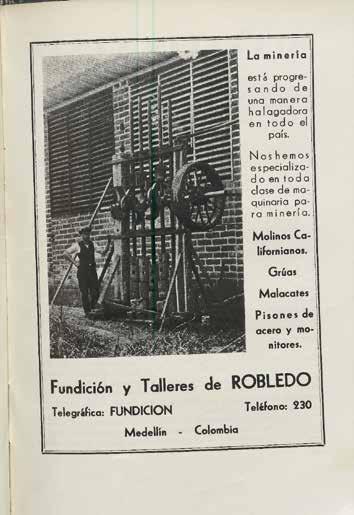 La minería
está progre-
sando de
una manera
halagadora
en todo el
país.
Nos hemos
especializa-
do en toda
clase de ma-
quinaria pa-
ra minería.
Molinos Ca-
lifornianos.
Grúas
Malacates
Pisones de
acero y mo-
nitores.
Fundición y Talleres de ROBLEDO
Telegráfica: FUNDICION
Teléfono: 230
Medellín - Colombia